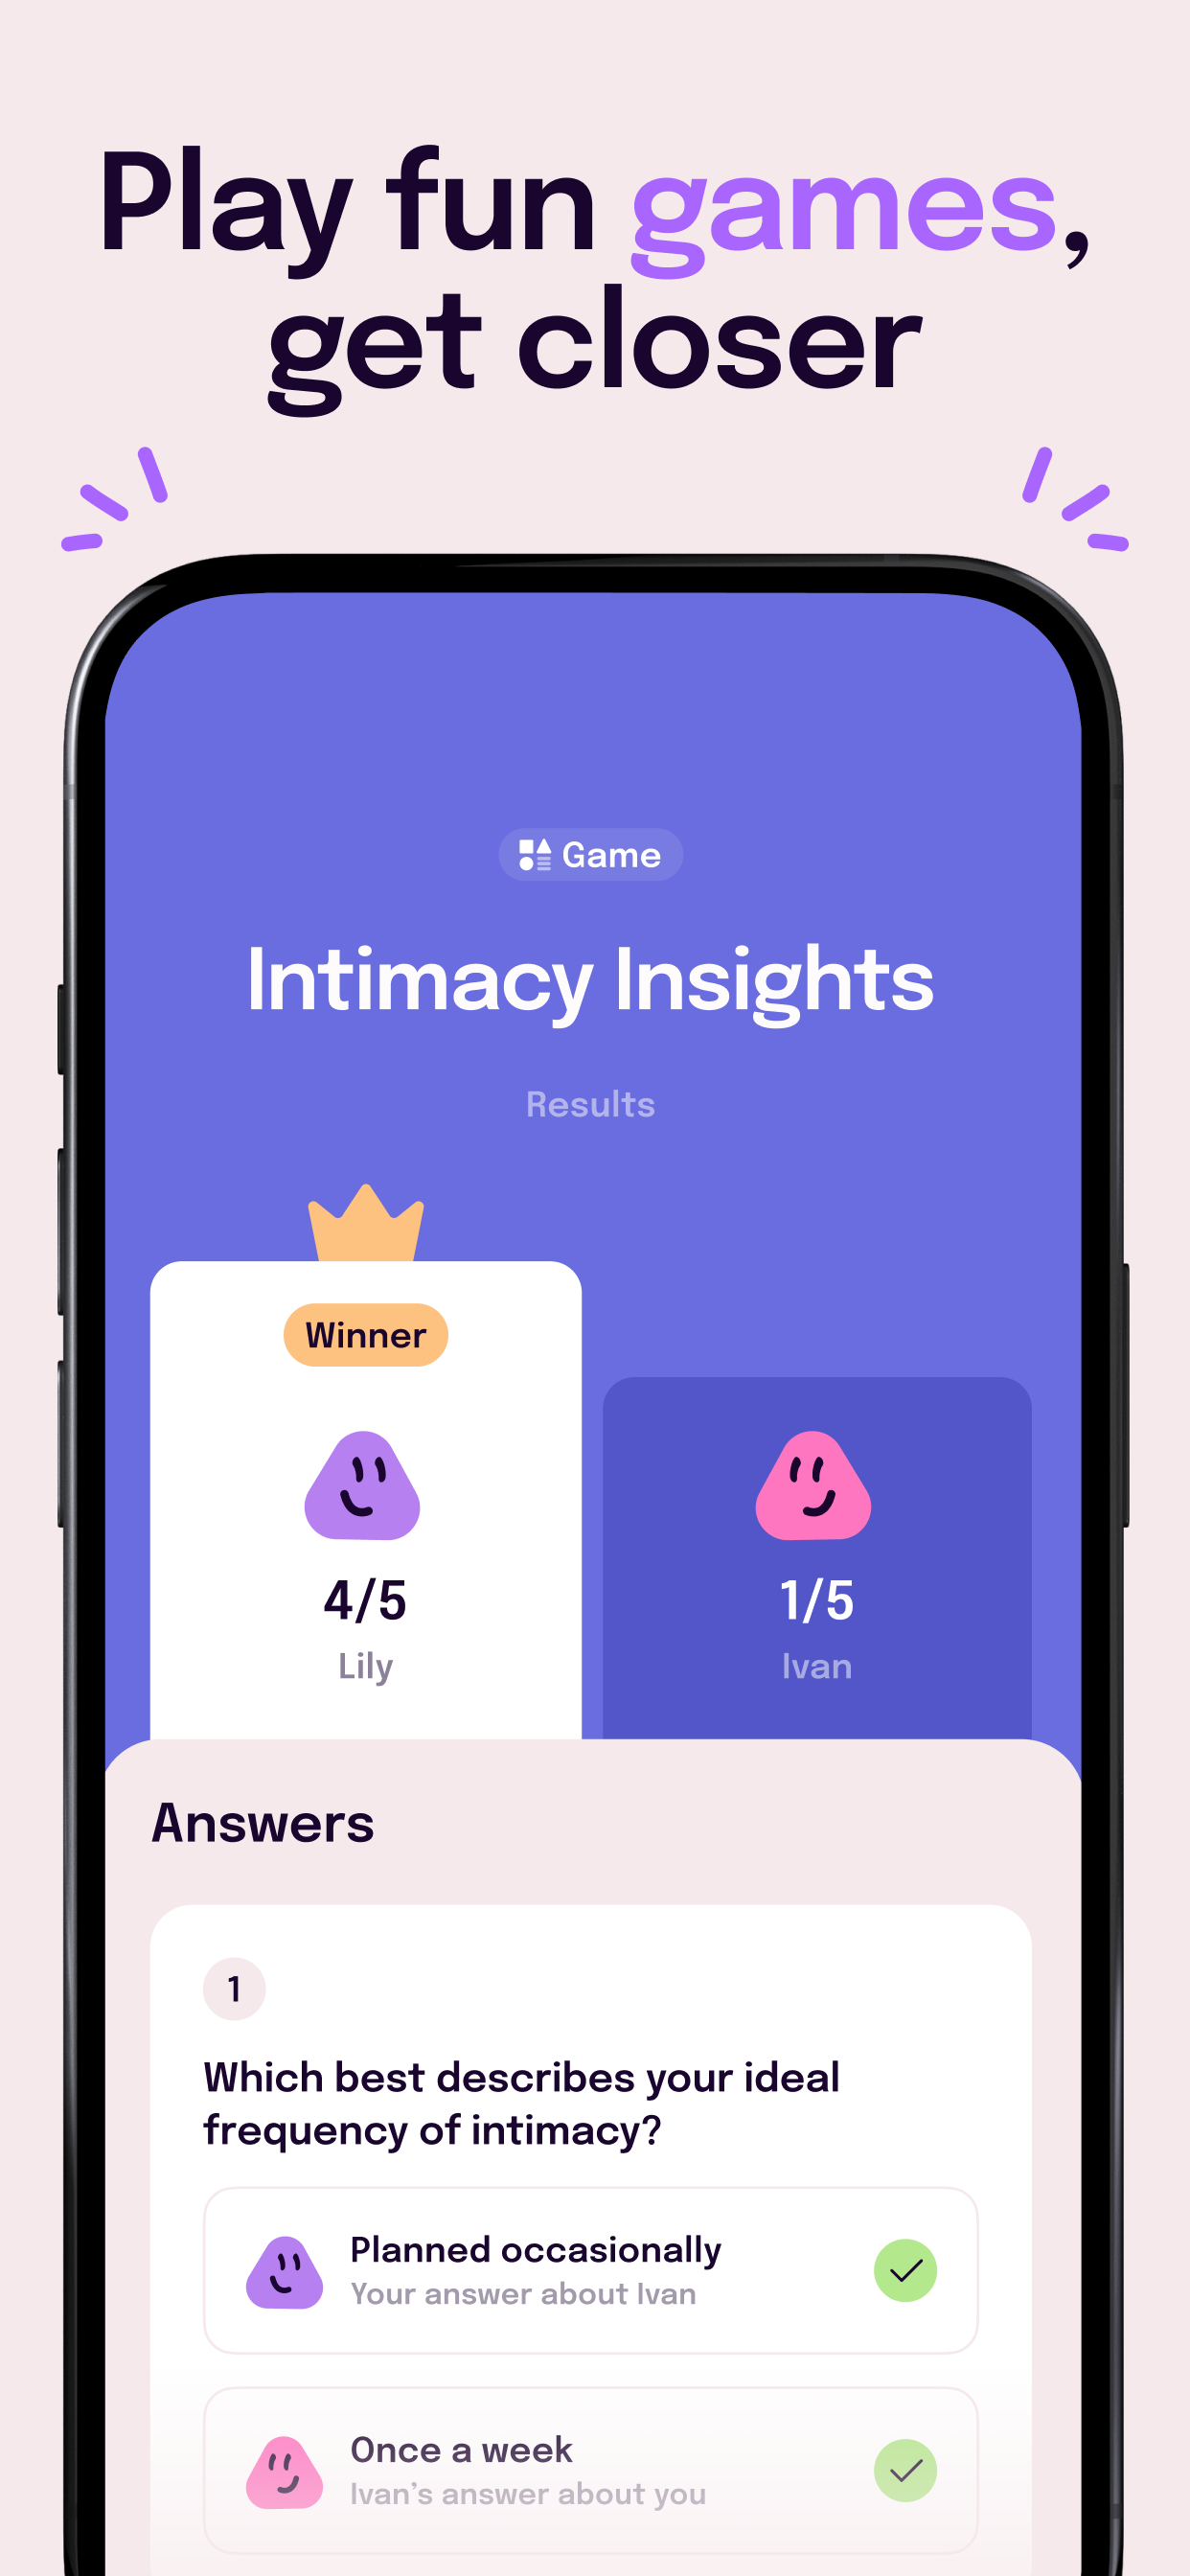 Play fun games,
get closer
Game
Intimacy Insights
Results
Winner
4/5
Lily
1/5
Ivan
Answers
1
Which best describes your ideal
frequency of intimacy?
Planned occasionally
Your answer about Ivan
Once a week
Ivan’s answer about you